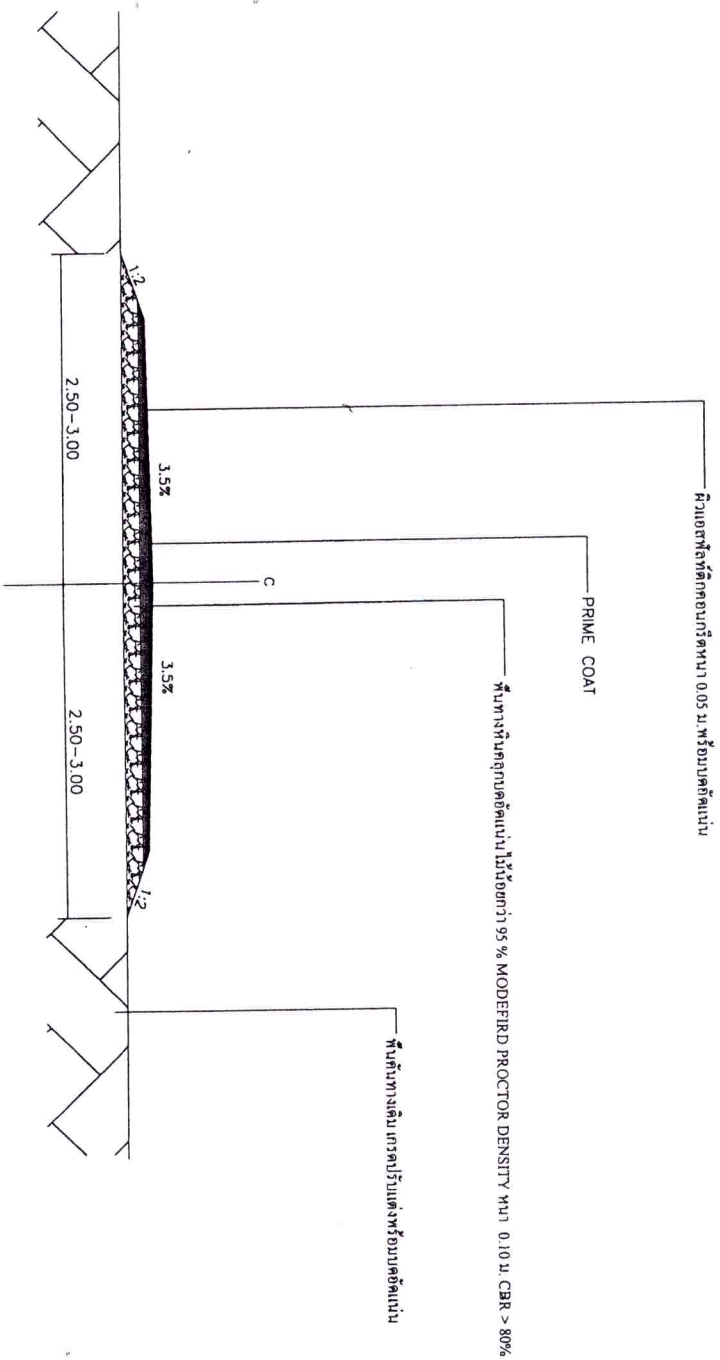 ผิวแอสฟัลท์ติกคอนกรีตหนา 0.05 ม.พร้อมบดอัดแน่น
PRIME COAT
พื้นทางหินคลุกบดอัดแน่นไม่น้อยกว่า 95 % MODEFIRD PROCTOR DENSITY หนา 0.10 ม. CBR > 80%
พื้นคันทางเดิม เกรดปรับแต่งพร้อมบดอัดแน่น
C
3.5%
3.5%
1:2
1:2
2.50-3.00
2.50-3.00